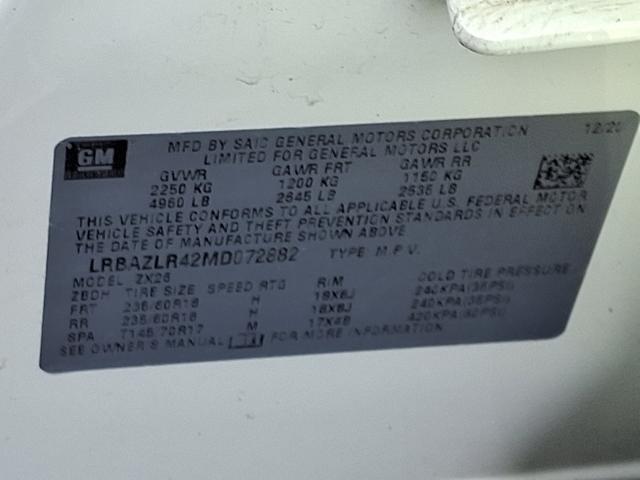 GM
MFD BY SAIC GENERAL MOTORS CORPORATION 12/20
LIMITED FOR GENERAL MOTORS LLC
GVWR GAWR FRT GAWR RR
2250 KG 1200 KG 1150 KG
4960 LB 2645 LB 2535 LB
THIS VEHICLE CONFORMS TO ALL APPLICABLE U.S. FEDERAL MOTOR
VEHICLE SAFETY AND THEFT PREVENTION STANDARDS IN EFFECT ON
THE DATE OF MANUFACTURE SHOWN ABOVE
LRBAZLR42MD072882 TYPE: M.P.V.
MODEL ZX26
ZBDH TIRE SIZE SPEED RTG RIM COLD TIRE PRESSURE
FRT 235/60R18 H 18X8J 240KPA(35PSI)
RR 235/60R18 H 18X8J 240KPA(35PSI)
SPA T145/70R17 M 17X4B 420KPA(60PSI)
SEE OWNER'S MANUAL FOR MORE INFORMATION